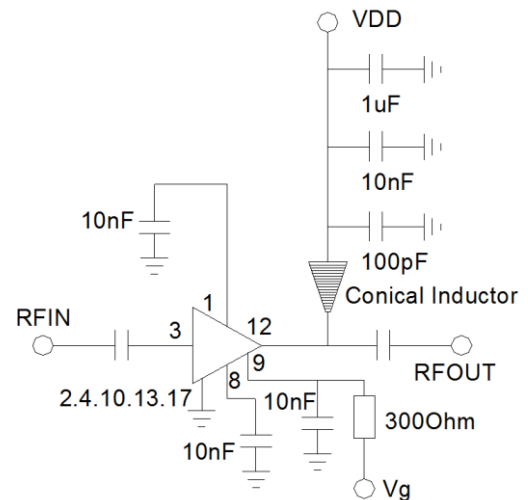 VDD
1uF
10nF
100pF
Conical Inductor
10nF
1
RFIN
3
12
9
8
2.4.10.13.17
RFOUT
10nF
10nF
300Ohm
Vg